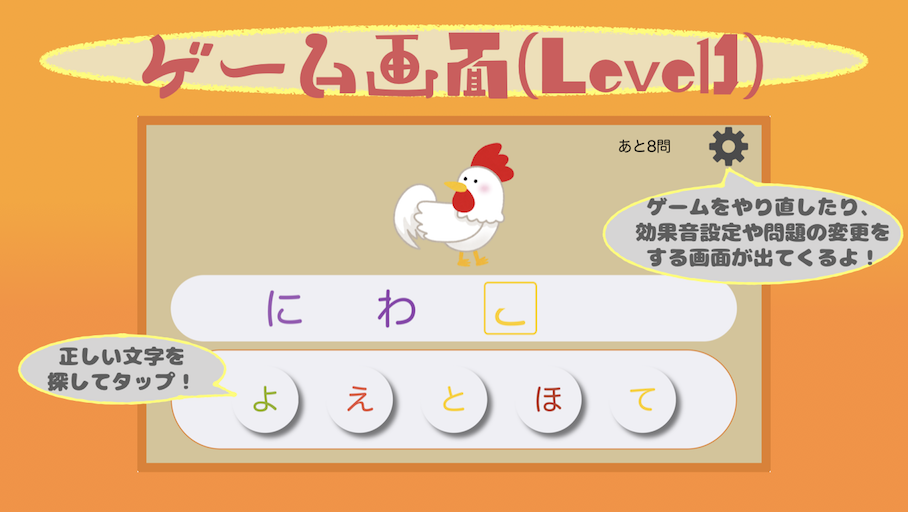 ゲーム画面(Level1)
あと8問
ゲームをやり直したり、
効果音設定や問題の変更を
する画面が出てくるよ！
にわ
正しい文字を
探してタップ！
よえとほて